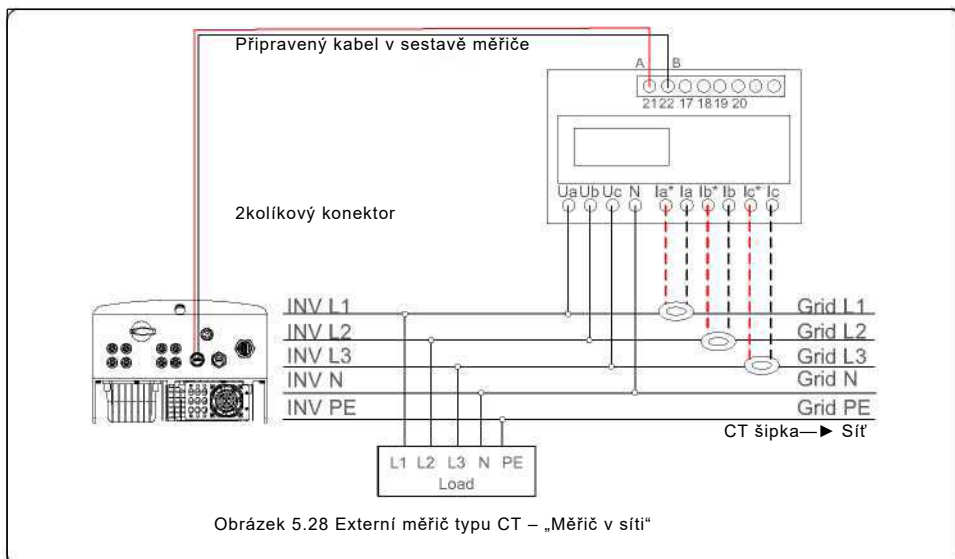 Připravený kabel v sestavě měřiče
A B
21 22 17 18 19 20
Ua Ub Uc N Ia* Ia Ib* Ib Ic* Ic
2kolíkový konektor
INV L1 Grid L1
INV L2 Grid L2
INV L3 Grid L3
INV N Grid N
INV PE Grid PE
CT šipka—► Síť
L1 L2 L3 N PE
Load
Obrázek 5.28 Externí měřič typu CT – „Měřič v síti“